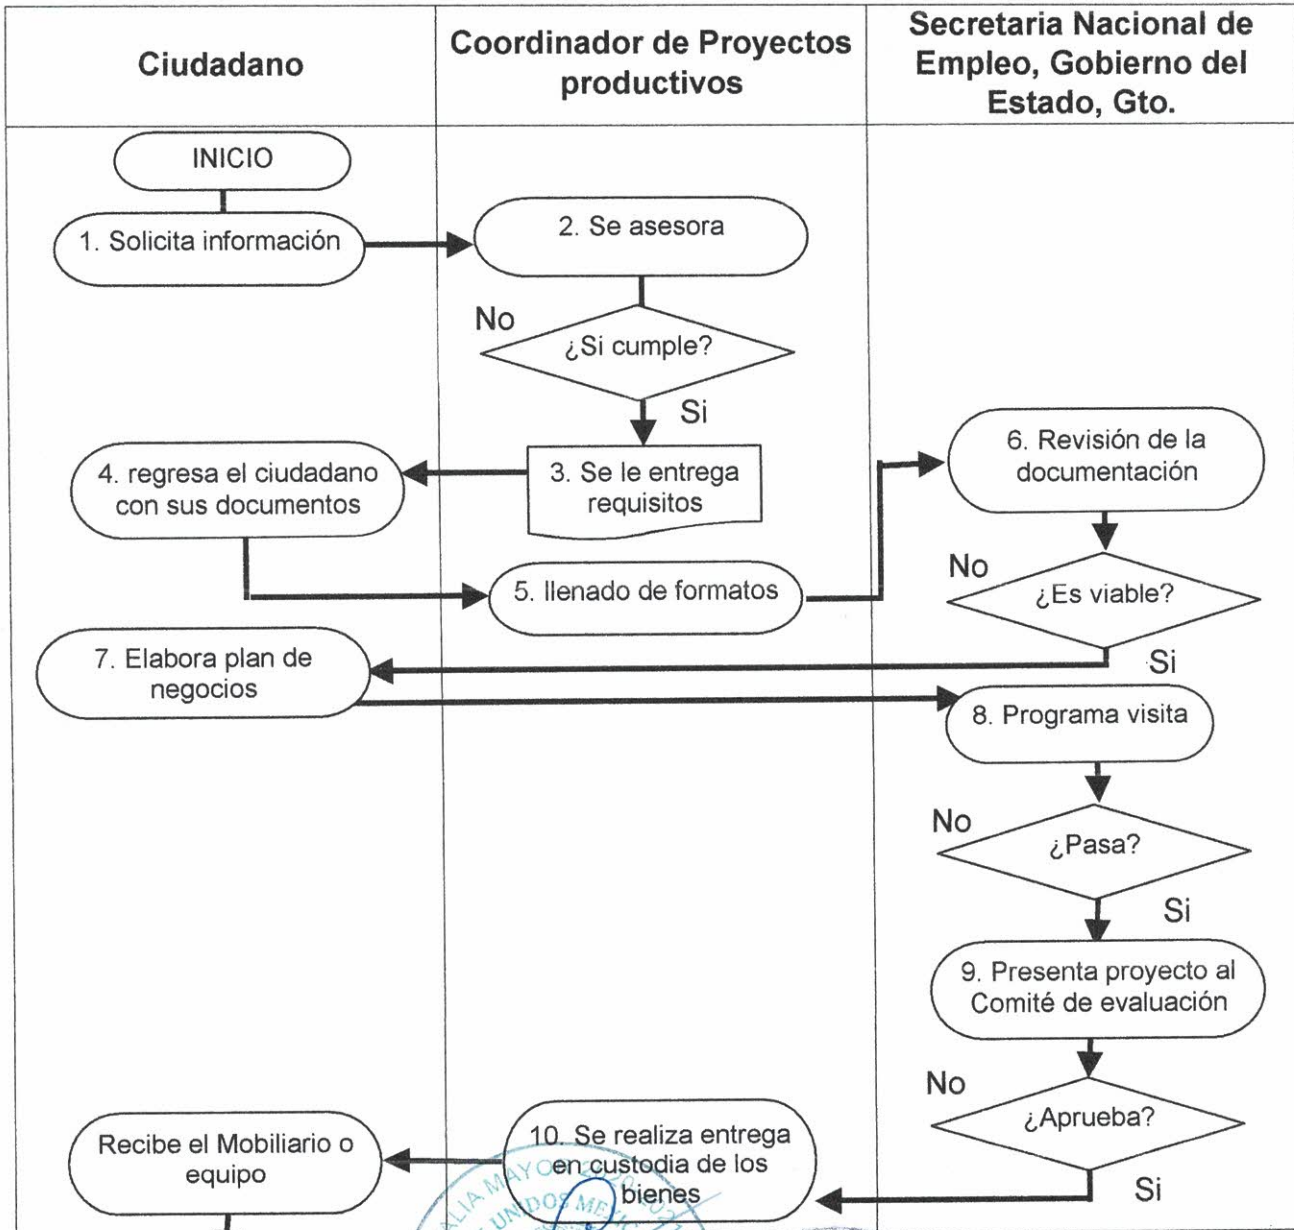 Ciudadano
Coordinador de Proyectos
productivos
Secretaria Nacional de
Empleo, Gobierno del
Estado, Gto.
INICIO
1. Solicita información
2. Se asesora
No
¿Si cumple?
Si
3. Se le entrega
requisitos
4. regresa el ciudadano
con sus documentos
5. llenado de formatos
6. Revisión de la
documentación
No
¿Es viable?
Si
7. Elabora plan de
negocios
8. Programa visita
No
¿Pasa?
Si
9. Presenta proyecto al
Comité de evaluación
No
¿Aprueba?
Si
10. Se realiza entrega
en custodia de los
bienes
Recibe el Mobiliario o
equipo
UNIDOS